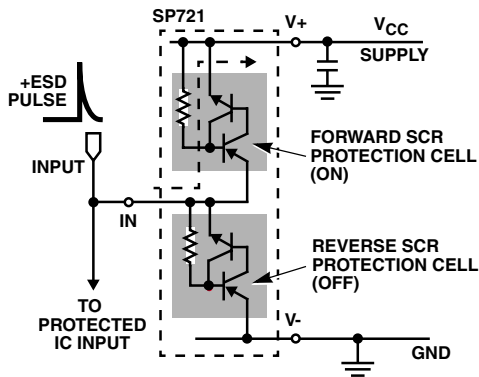 SP721
V+
VCC
SUPPLY
+ESD
PULSE
INPUT
IN
FORWARD SCR
PROTECTION CELL
(ON)
REVERSE SCR
PROTECTION CELL
(OFF)
TO
PROTECTED
IC INPUT
V-
GND